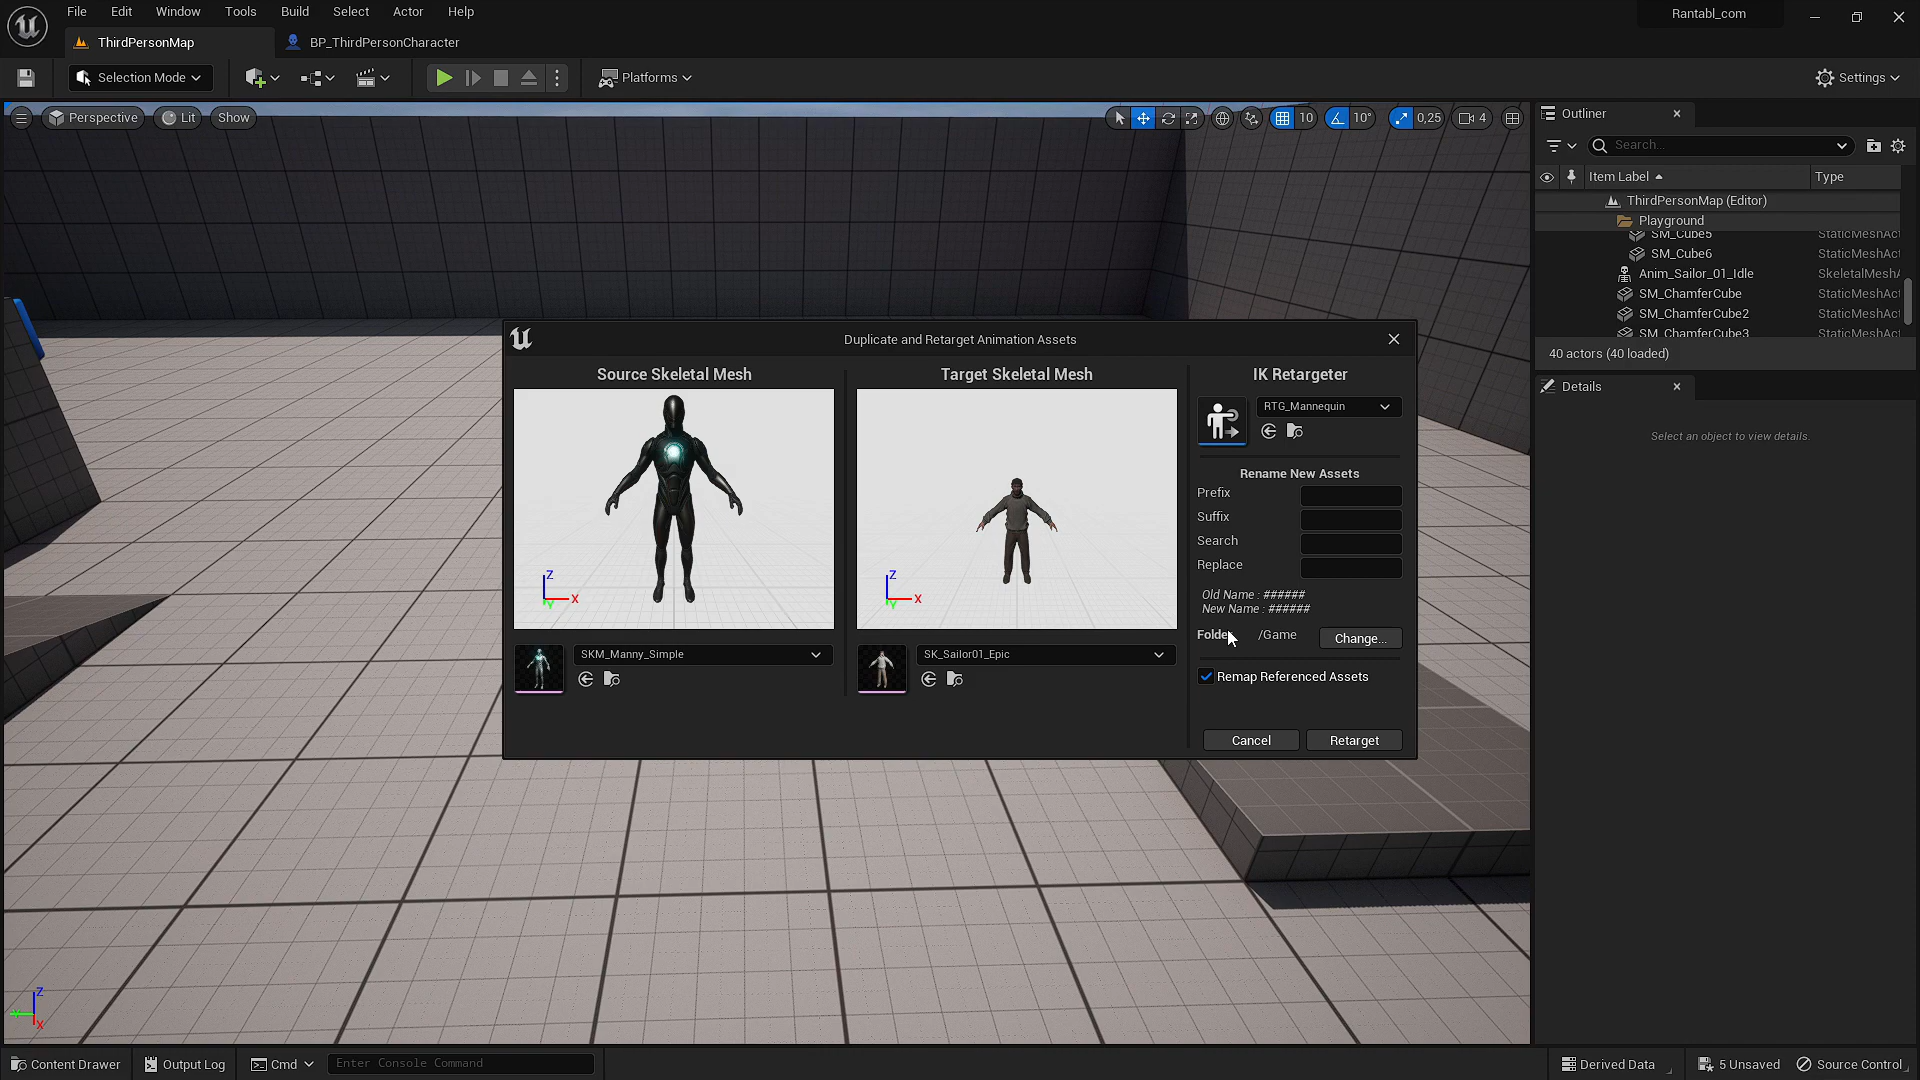 File Edit Window Tools Build Select Actor Help
Rantabl_com
ThirdPersonMap BP_ThirdPersonCharacter
Selection Mode Platforms Settings
Perspective Lit Show 10 10° 0,25 4
Outliner
Search...
Item Label Type
ThirdPersonMap (Editor)
Playground
SM_Cube5 StaticMeshAct
SM_Cube6 StaticMeshAct
Anim_Sailor_01_Idle SkeletalMeshA
SM_ChamferCube StaticMeshAct
SM_ChamferCube2 StaticMeshAct
SM_ChamferCube3 StaticMeshAct
40 actors (40 loaded)
Details
Select an object to view details.
Duplicate and Retarget Animation Assets
Source Skeletal Mesh
Z
X
Y
SKM_Manny_Simple
Target Skeletal Mesh
Z
X
Y
SK_Sailor01_Epic
IK Retargeter
RTG_Mannequin
Rename New Assets
Prefix
Suffix
Search
Replace
Old Name : ######
New Name : ######
Folde /Game Change...
Remap Referenced Assets
Cancel Retarget
Z
Y
X
Content Drawer Output Log Cmd Enter Console Command Derived Data 5 Unsaved Source Control